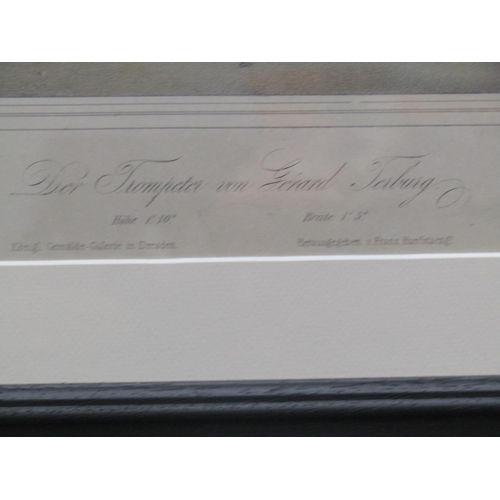 Der Trompeter von Gérard Terburg
Höhe 1' 10" Breite 1' 5"
Königl. Gemälde-Gallerie in Dresden. Herausgegeben v. Franz Hanfstaengl